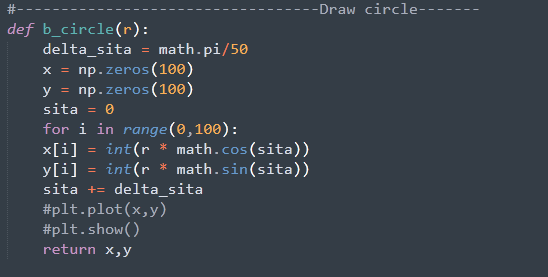 #----------------------------------Draw circle-------
def b_circle(r):
    delta_sita = math.pi/50
    x = np.zeros(100)
    y = np.zeros(100)
    sita = 0
    for i in range(0,100):
    x[i] = int(r * math.cos(sita))
    y[i] = int(r * math.sin(sita))
    sita += delta_sita
    #plt.plot(x,y)
    #plt.show()
    return x,y